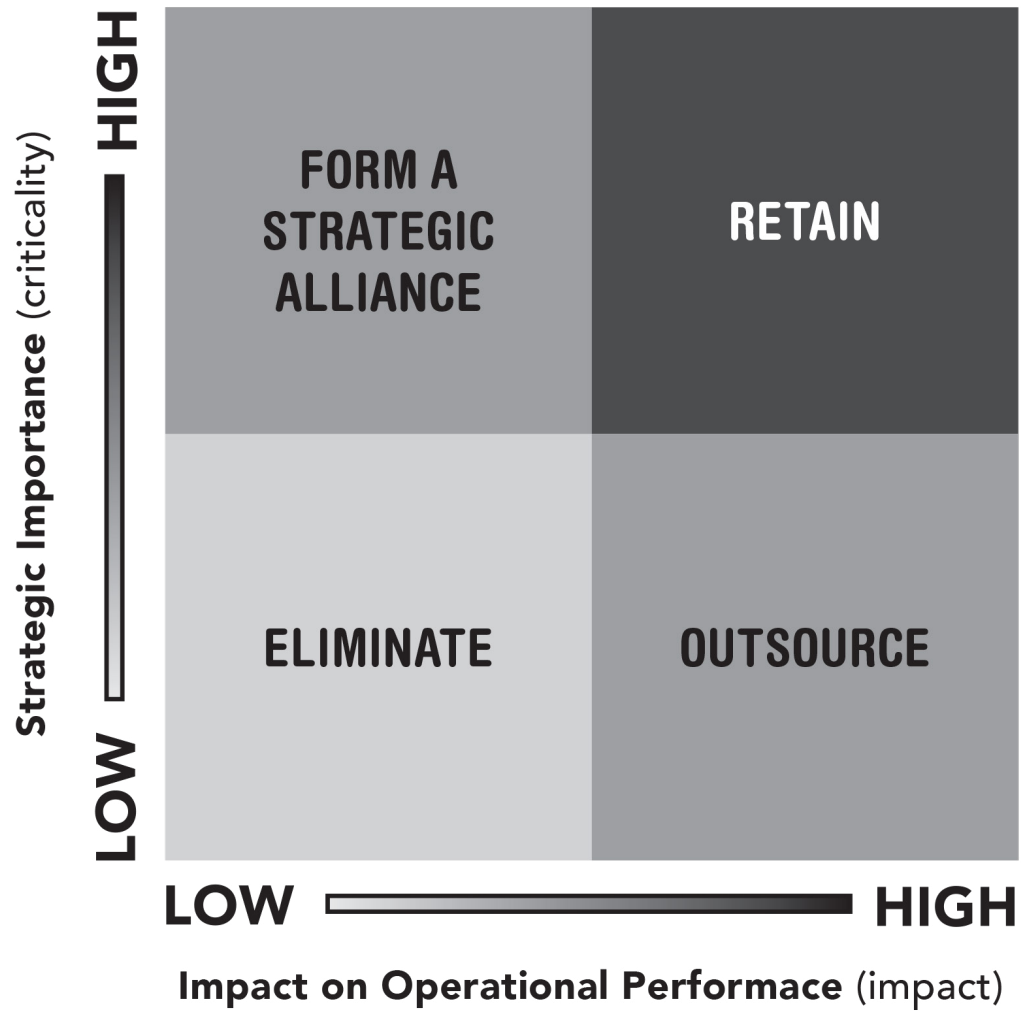 HIGH
Strategic Importance (criticality)
LOW
FORM A
STRATEGIC
ALLIANCE
RETAIN
ELIMINATE
OUTSOURCE
LOW
HIGH
Impact on Operational Performace (impact)